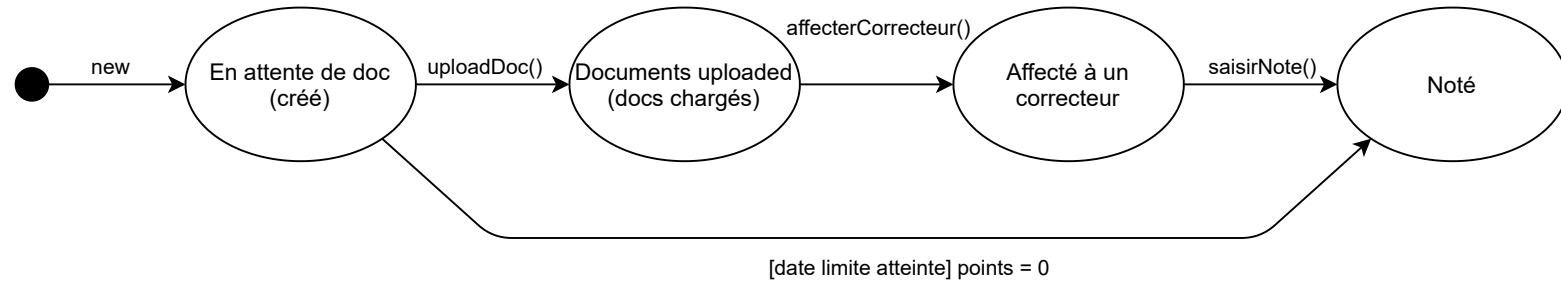 new
En attente de doc
(créé)
uploadDoc()
Documents uploaded
(docs chargés)
affecterCorrecteur()
Affecté à un
correcteur
saisirNote()
Noté
[date limite atteinte] points = 0